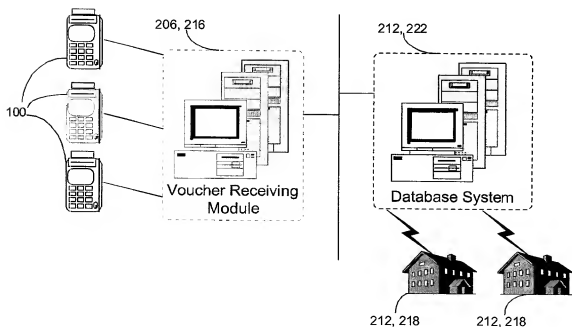 206, 216
212, 222
100
Voucher Receiving
Module
Database System
212, 218
212, 218